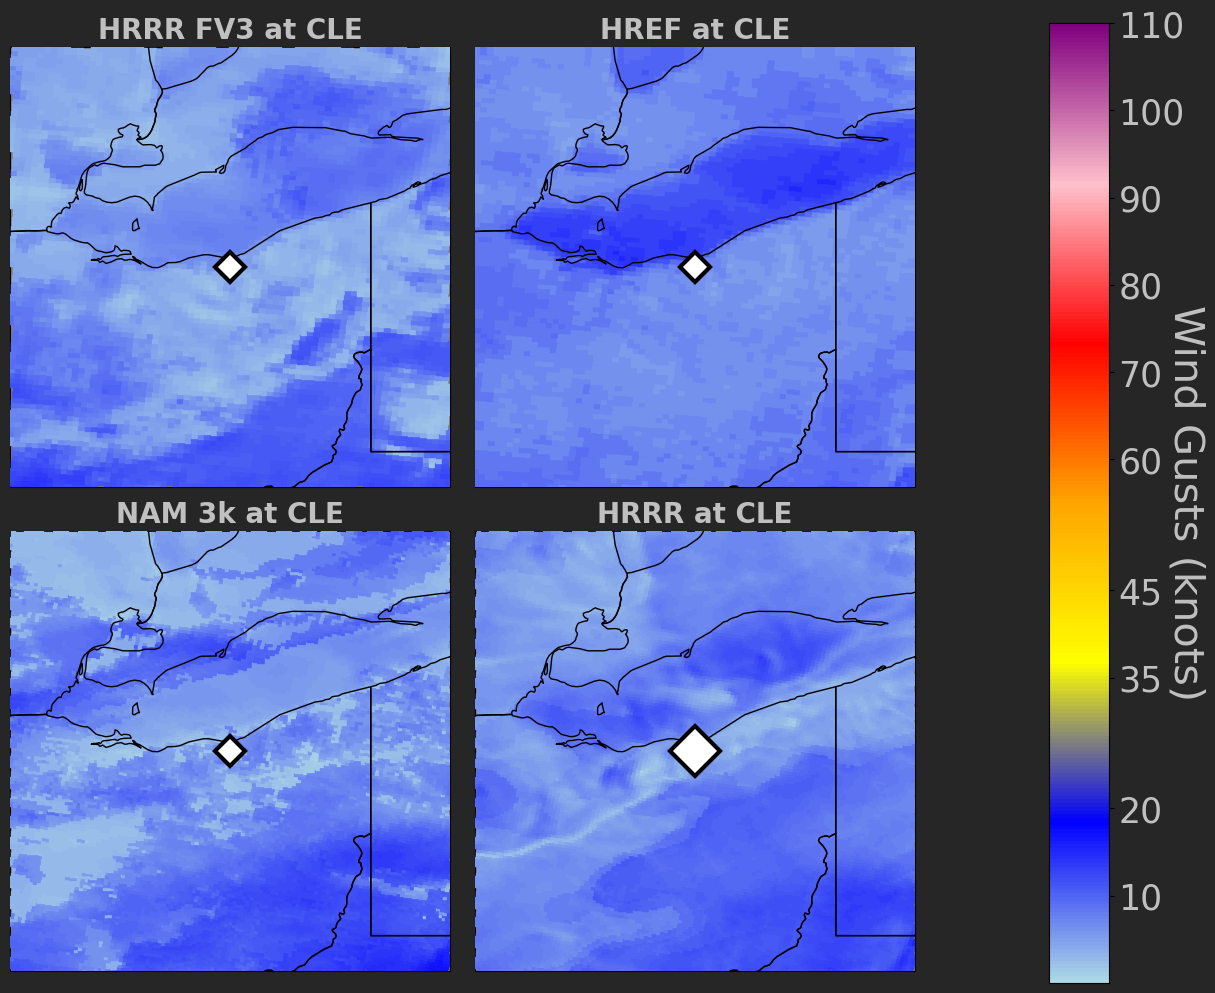 HRRR FV3 at CLE
HREF at CLE
NAM 3k at CLE
HRRR at CLE
110
100
90
80
70
60
45
35
20
10
Wind Gusts (knots)